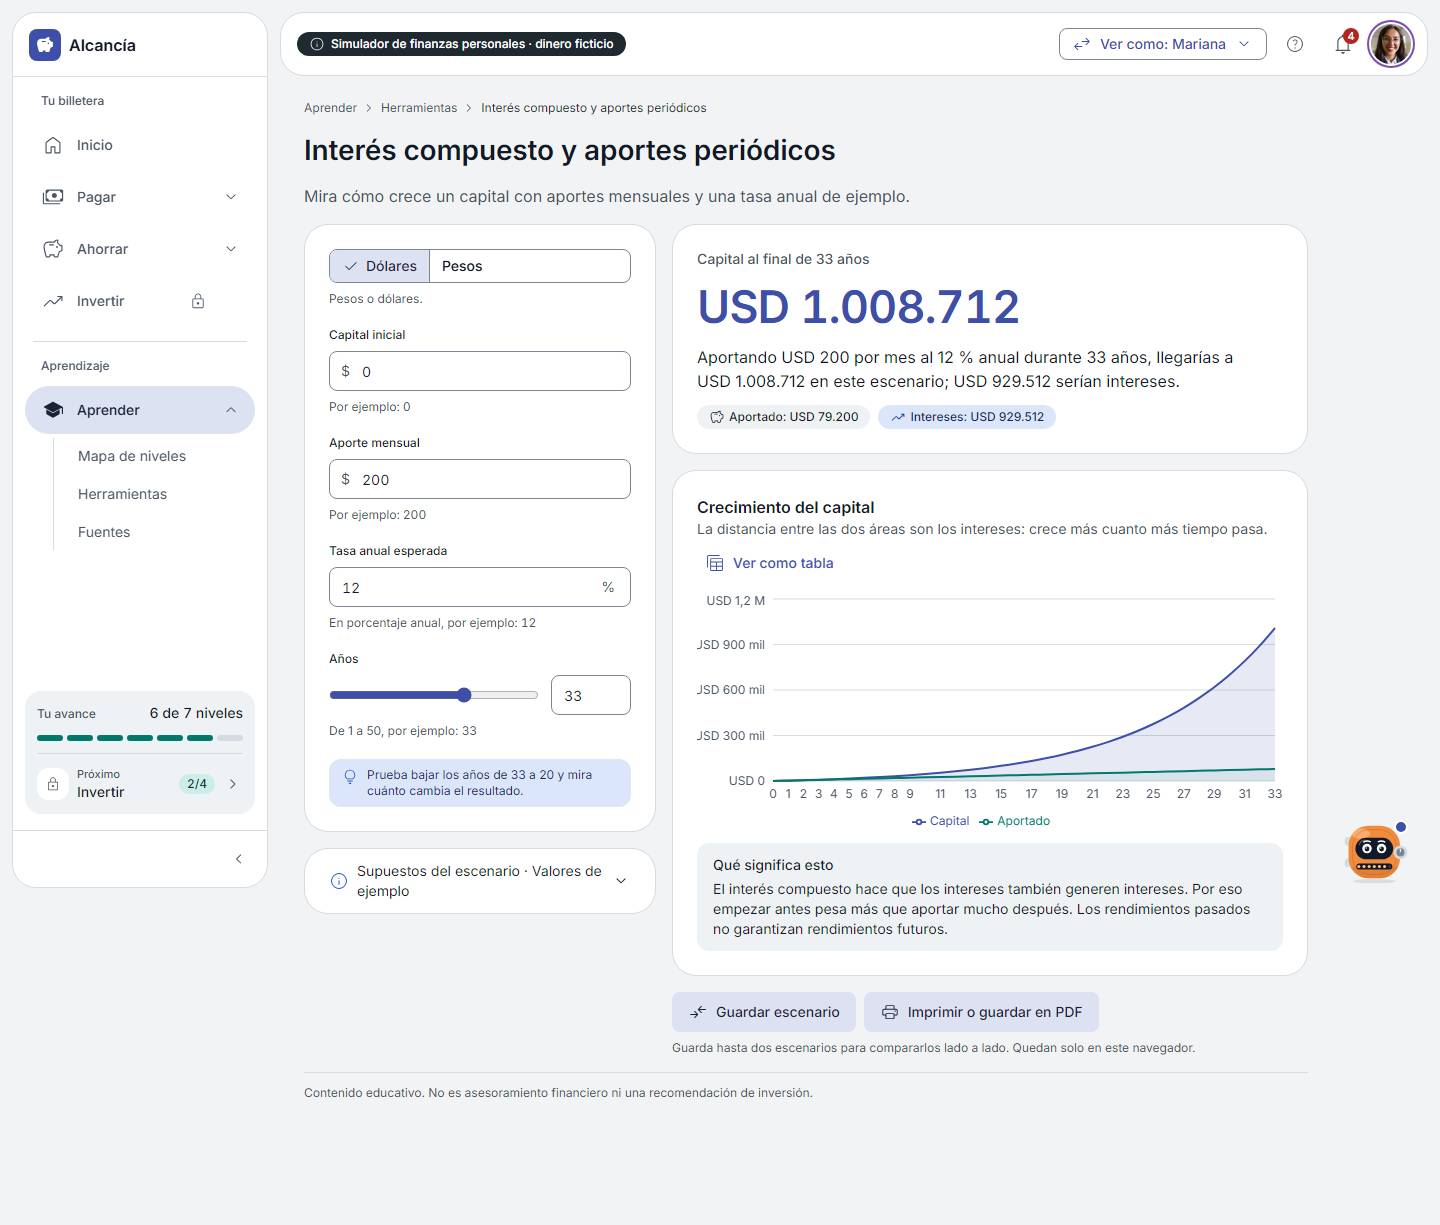 Alcancía
Simulador de finanzas personales · dinero ficticio
Ver como: Mariana
4
Tu billetera
Inicio
Pagar
Ahorrar
Invertir
Aprendizaje
Aprender
Mapa de niveles
Herramientas
Fuentes
Tu avance
6 de 7 niveles
Próximo
Invertir
2/4
Aprender > Herramientas > Interés compuesto y aportes periódicos
Interés compuesto y aportes periódicos
Mira cómo crece un capital con aportes mensuales y una tasa anual de ejemplo.
Dólares
Pesos
Pesos o dólares.
Capital inicial
$ 0
Por ejemplo: 0
Aporte mensual
$ 200
Por ejemplo: 200
Tasa anual esperada
12 %
En porcentaje anual, por ejemplo: 12
Años
33
De 1 a 50, por ejemplo: 33
Prueba bajar los años de 33 a 20 y mira
cuánto cambia el resultado.
Supuestos del escenario · Valores de
ejemplo
Capital al final de 33 años
USD 1.008.712
Aportando USD 200 por mes al 12 % anual durante 33 años, llegarías a
USD 1.008.712 en este escenario; USD 929.512 serían intereses.
Aportado: USD 79.200
Intereses: USD 929.512
Crecimiento del capital
La distancia entre las dos áreas son los intereses: crece más cuanto más tiempo pasa.
Ver como tabla
USD 1,2 M
USD 900 mil
USD 600 mil
USD 300 mil
USD 0
0 1 2 3 4 5 6 7 8 9 11 13 15 17 19 21 23 25 27 29 31 33
Capital
Aportado
Qué significa esto
El interés compuesto hace que los intereses también generen intereses. Por eso
empezar antes pesa más que aportar mucho después. Los rendimientos pasados
no garantizan rendimientos futuros.
Guardar escenario
Imprimir o guardar en PDF
Guarda hasta dos escenarios para compararlos lado a lado. Quedan solo en este navegador.
Contenido educativo. No es asesoramiento financiero ni una recomendación de inversión.